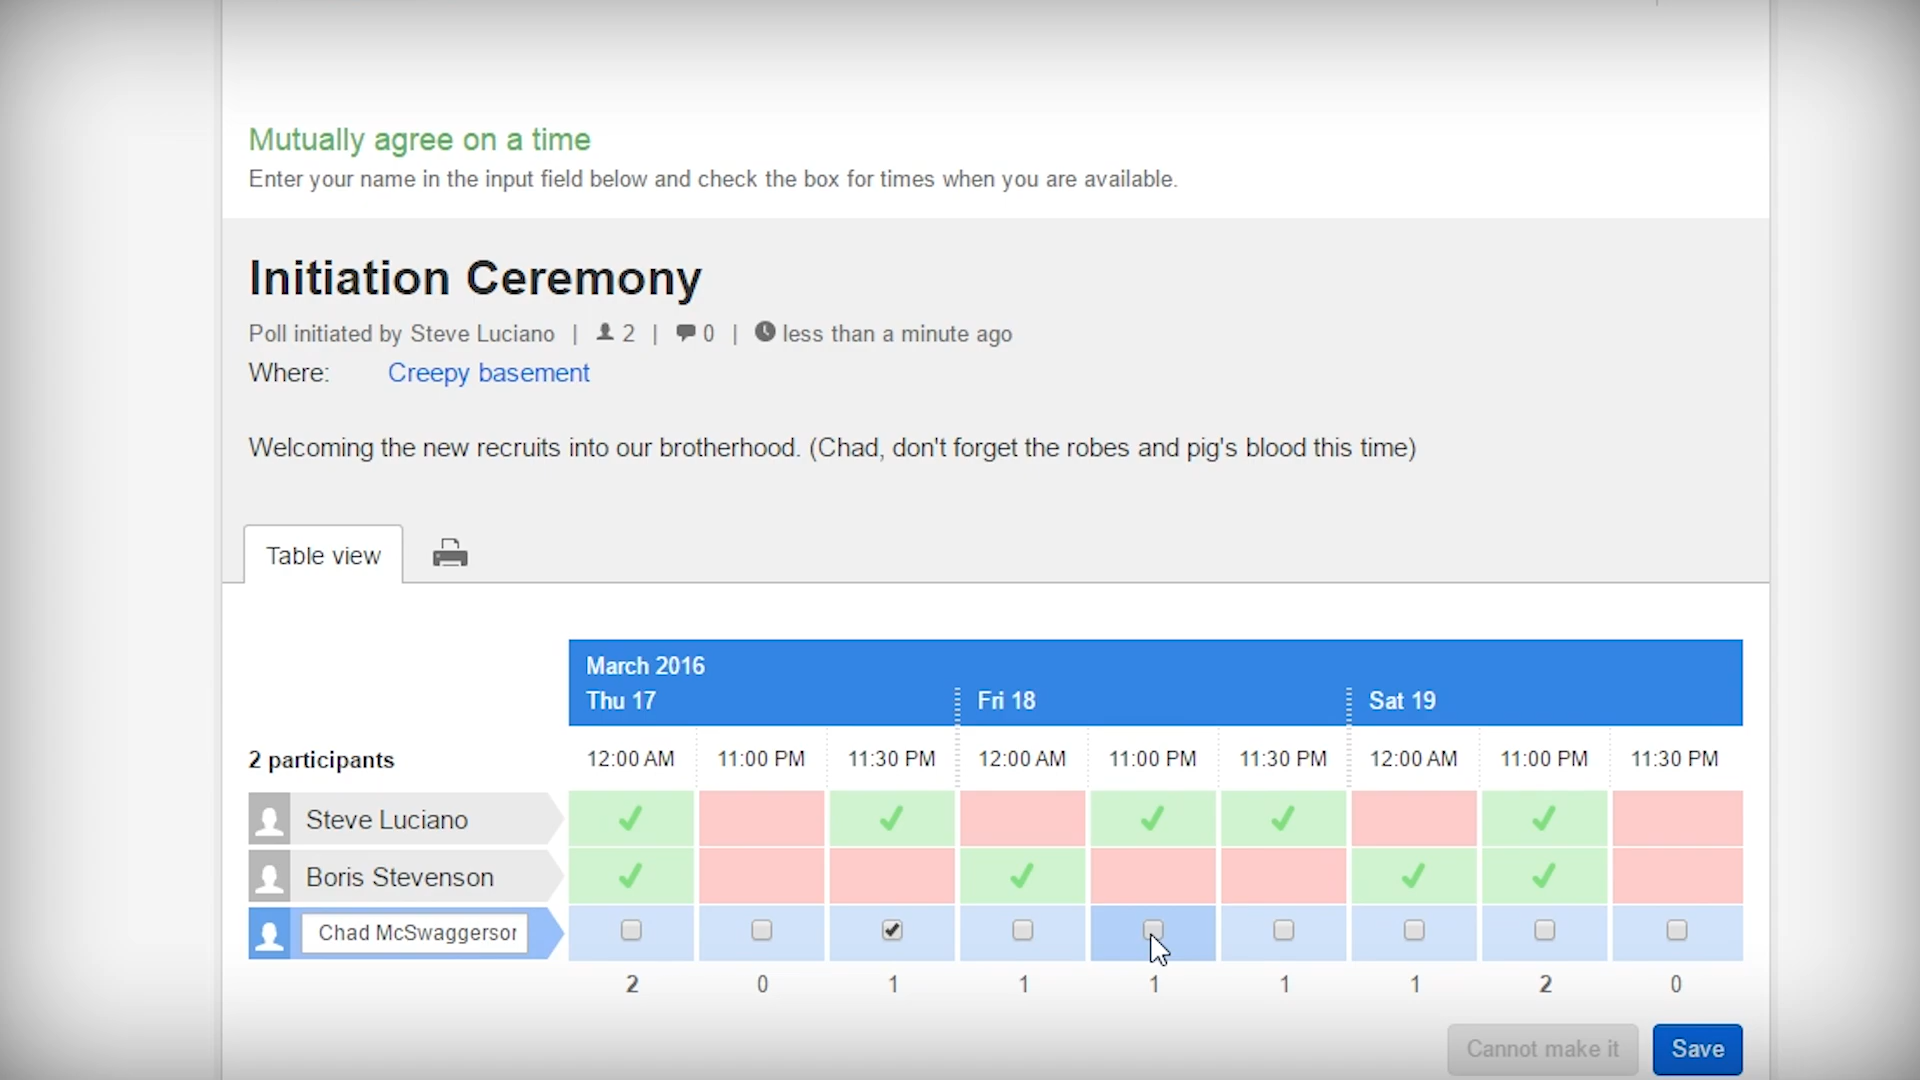 Mutually agree on a time
Enter your name in the input field below and check the box for times when you are available.
Initiation Ceremony
Poll initiated by Steve Luciano | 2 | 0 | less than a minute ago
Where: Creepy basement
Welcoming the new recruits into our brotherhood. (Chad, don't forget the robes and pig's blood this time)
Table view
March 2016
Thu 17 Fri 18 Sat 19
2 participants 12:00 AM 11:00 PM 11:30 PM 12:00 AM 11:00 PM 11:30 PM 12:00 AM 11:00 PM 11:30 PM
Steve Luciano
Boris Stevenson
Chad McSwaggerson
2 0 1 1 1 1 1 2 0
Cannot make it Save